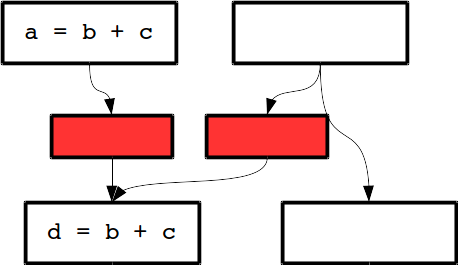 a = b + c
d = b + c